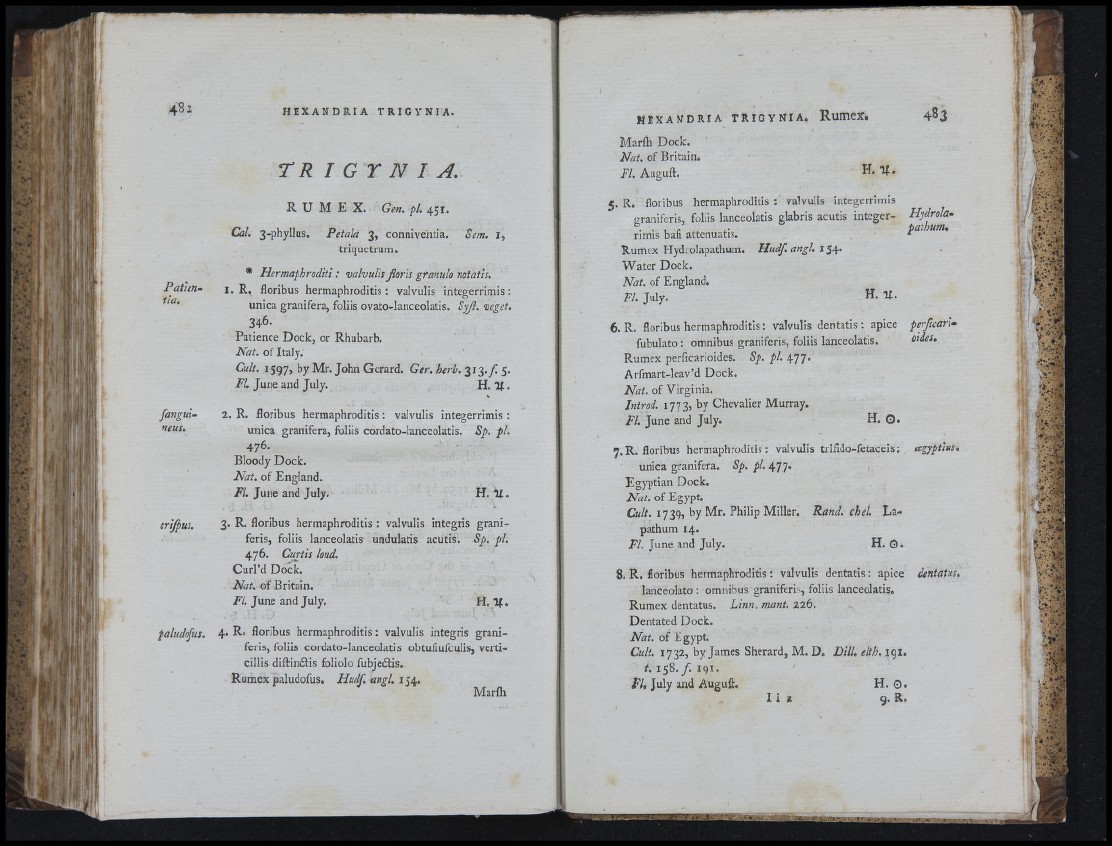 482
HEXANDRIA TRIGYNIA.
TRIGYNIA.
RUMEX. Gen. pl. 451.
Cal. 3-phyllus. Petala 3, conniventia. Sem. 1,
triquetrum.
* Hermaphroditi : valvulis floris granulo notatis.
Patien-
tia.
1. R. floribus hermaphroditis : valvulis integerrimis :
unica granifera, foliis ovato-lanceolatis. Syſt. veget.
346.
Patience Dock, or Rhubarb.
Nat. of Italy.
Cult. 1597, by Mr. John Gerard. Ger. herb. 313. f. 5.
Fl. June and July. H. ♃.
ſangui-
neus.
2. R. floribus hermaphroditis : valvulis integerrimis :
unica granifera, foliis cordato-lanceolatis. Sp. pl.
476.
Bloody Dock.
Nat. of England.
Fl. June and July. H. ♃.
criſpus.
3. R. floribus hermaphroditis : valvulis integris grani-
feris, foliis lanceolatis undulatis acutis. Sp. pl.
476. Curtis lond.
Curl'd Dock.
Nat. of Britain.
Fl. June and July. H. ♃.
paludoſus.
4. R. floribus hermaphroditis : valvulis integris grani-
feris, foliis cordato-lanceolatis obtuſiuſculis, verti-
cillis diſtinctis foliolo ſubjectis.
Rumex paludoſus. Hudſ. angl. 154.
Marſh
HEXANDRIA TRIGYNIA. Rumex. 483
Marſh Dock.
Nat. of Britain.
Fl. Auguſt. H. ♃.
5. R. floribus hermaphroditis : valvulis integerrimis
graniferis, foliis lanceolatis glabris acutis integer-
rimis baſi attenuatis.
Hydrola-
pathum.
Rumex Hydrolapathum. Hudſ. angl. 154.
Water Dock.
Nat. of England.
Fl. July. H. ♃.
6. R. floribus hermaphroditis : valvulis dentatis : apice
ſubulato : omnibus graniferis, foliis lanceolatis.
perſicari-
oides.
Rumex perſicarioides. Sp. pl. 477.
Arſmart-leav'd Dock.
Nat. of Virginia.
Introd. 1773, by Chevalier Murray.
Fl. June and July. H. ☉.
7. R. floribus hermaphroditis : valvulis trifido-ſetaceis :
unica granifera. Sp. pl. 477.
ægyptius.
Egyptian Dock.
Nat. of Egypt.
Cult. 1739, by Mr. Philip Miller. Rand. chel. La-
pathum 14.
Fl. June and July. H. ☉.
8. R. floribus hermaphroditis : valvulis dentatis : apice
lanceolato : omnibus graniferis, foliis lanceolatis.
dentatus.
Rumex dentatus. Linn. mant. 226.
Dentated Dock.
Nat. of Egypt.
Cult. 1732, by James Sherard, M. D. Dill. elth. 191.
t. 158. f. 191.
Fl. July and Auguſt. H. ☉.
I i 2 9. R.